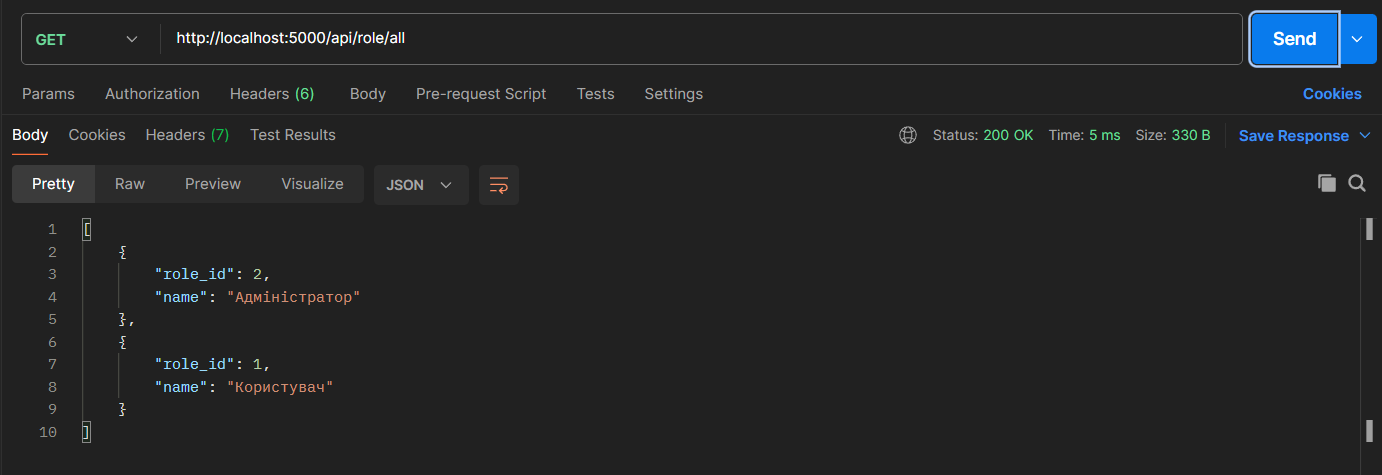 GET http://localhost:5000/api/role/all Send
Params Authorization Headers (6) Body Pre-request Script Tests Settings Cookies
Body Cookies Headers (7) Test Results Status: 200 OK Time: 5 ms Size: 330 B Save Response
Pretty Raw Preview Visualize JSON
1 [
2 {
3 "role_id": 2,
4 "name": "Адміністратор"
5 },
6 {
7 "role_id": 1,
8 "name": "Користувач"
9 }
10 ]